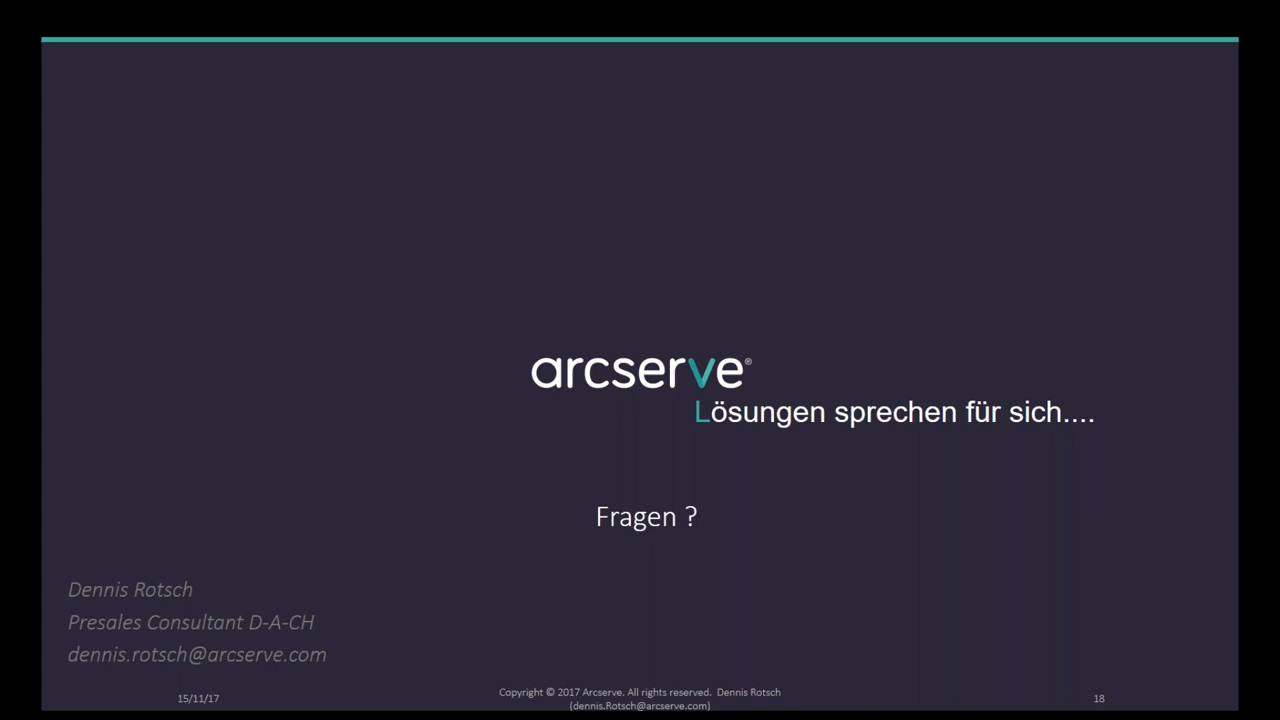 arcserve®
Lösungen sprechen für sich....
Fragen ?
Dennis Rotsch
Presales Consultant D-A-CH
dennis.rotsch@arcserve.com
15/11/17
Copyright © 2017 Arcserve. All rights reserved. Dennis Rotsch
(dennis.Rotsch@arcserve.com)
18